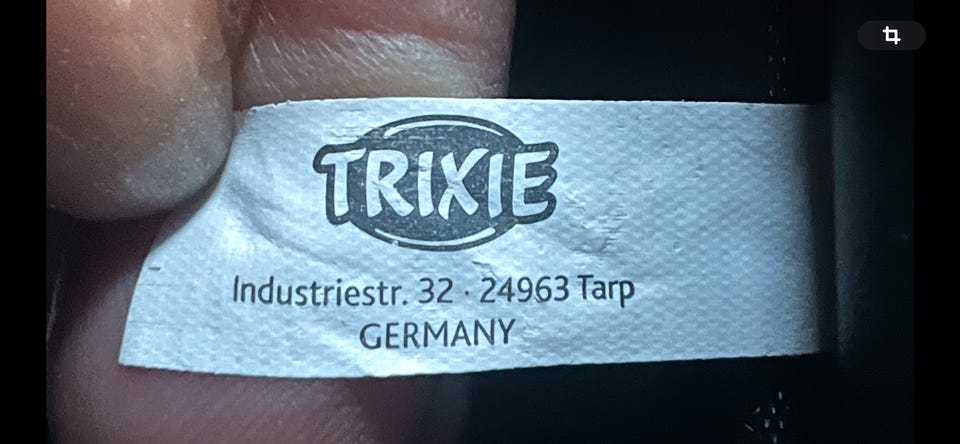 TRIXIE
Industriestr. 32 · 24963 Tarp
GERMANY